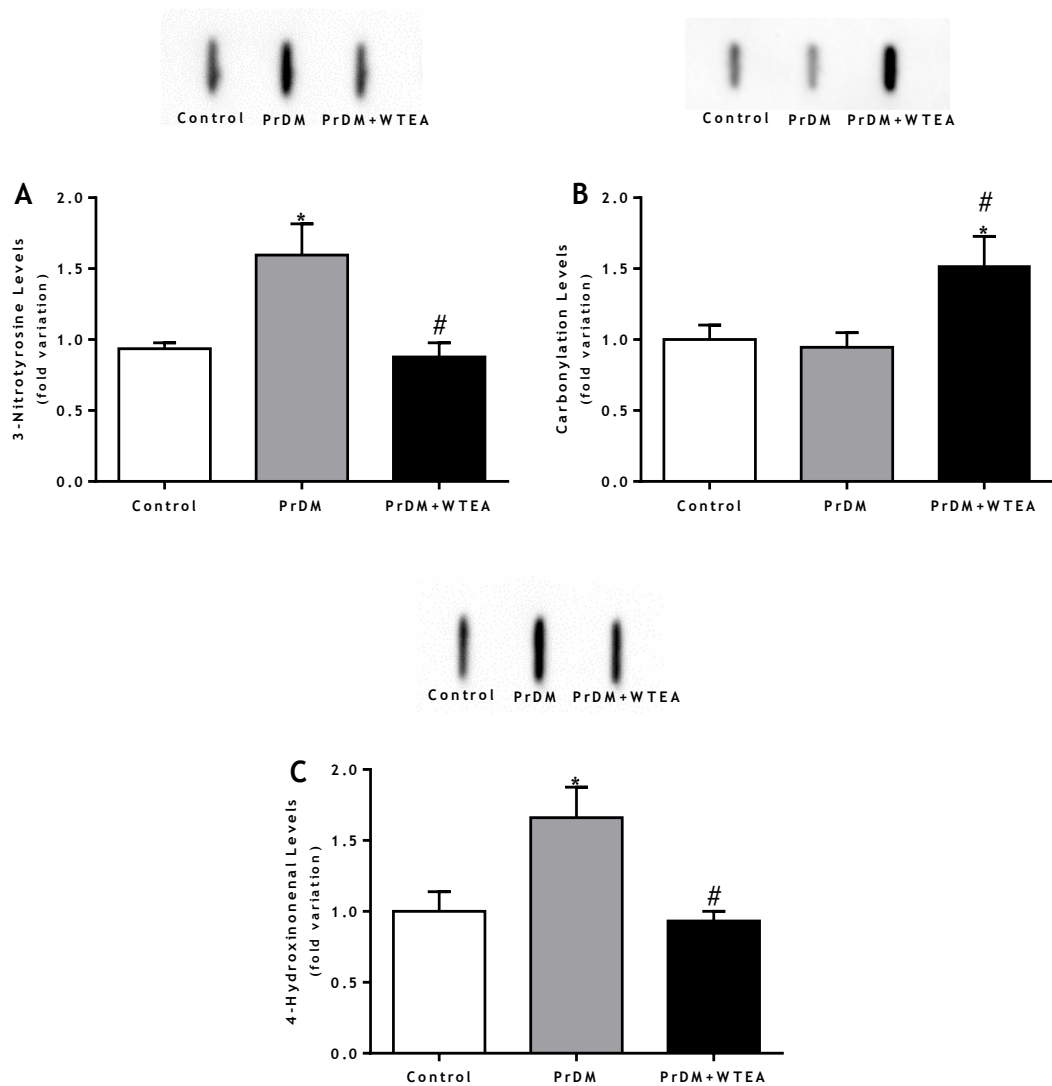 Control PrDM PrDM+WTEA
Control PrDM PrDM+WTEA
A
3-Nitrotyrosine Levels
(fold variation)
2.0
*
1.5
#
1.0
0.5
0.0
Control PrDM PrDM+WTEA
B
Carbonylation Levels
(fold variation)
2.0
#
*
1.5
1.0
0.5
0.0
Control PrDM PrDM+WTEA
Control PrDM PrDM+WTEA
C
4-Hydroxinonenal Levels
(fold variation)
2.0
*
1.5
#
1.0
0.5
0.0
Control PrDM PrDM+WTEA